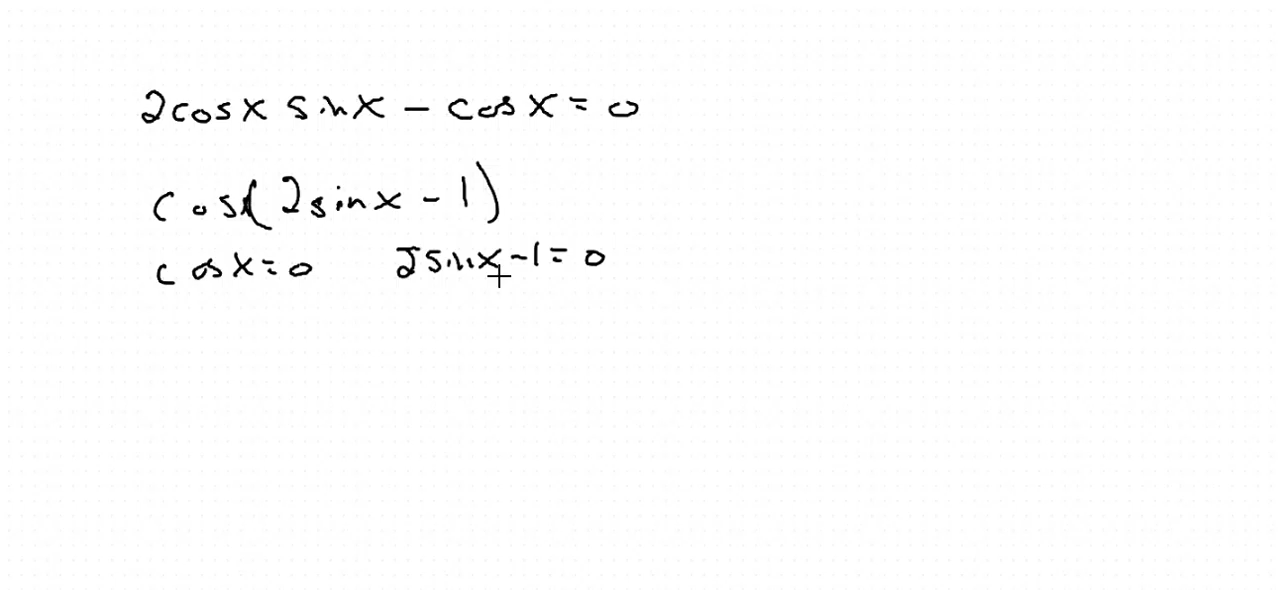 2cosx sinx - cosx = 0
cosx(2sinx - 1)
cosx=0 2sinx-1=0